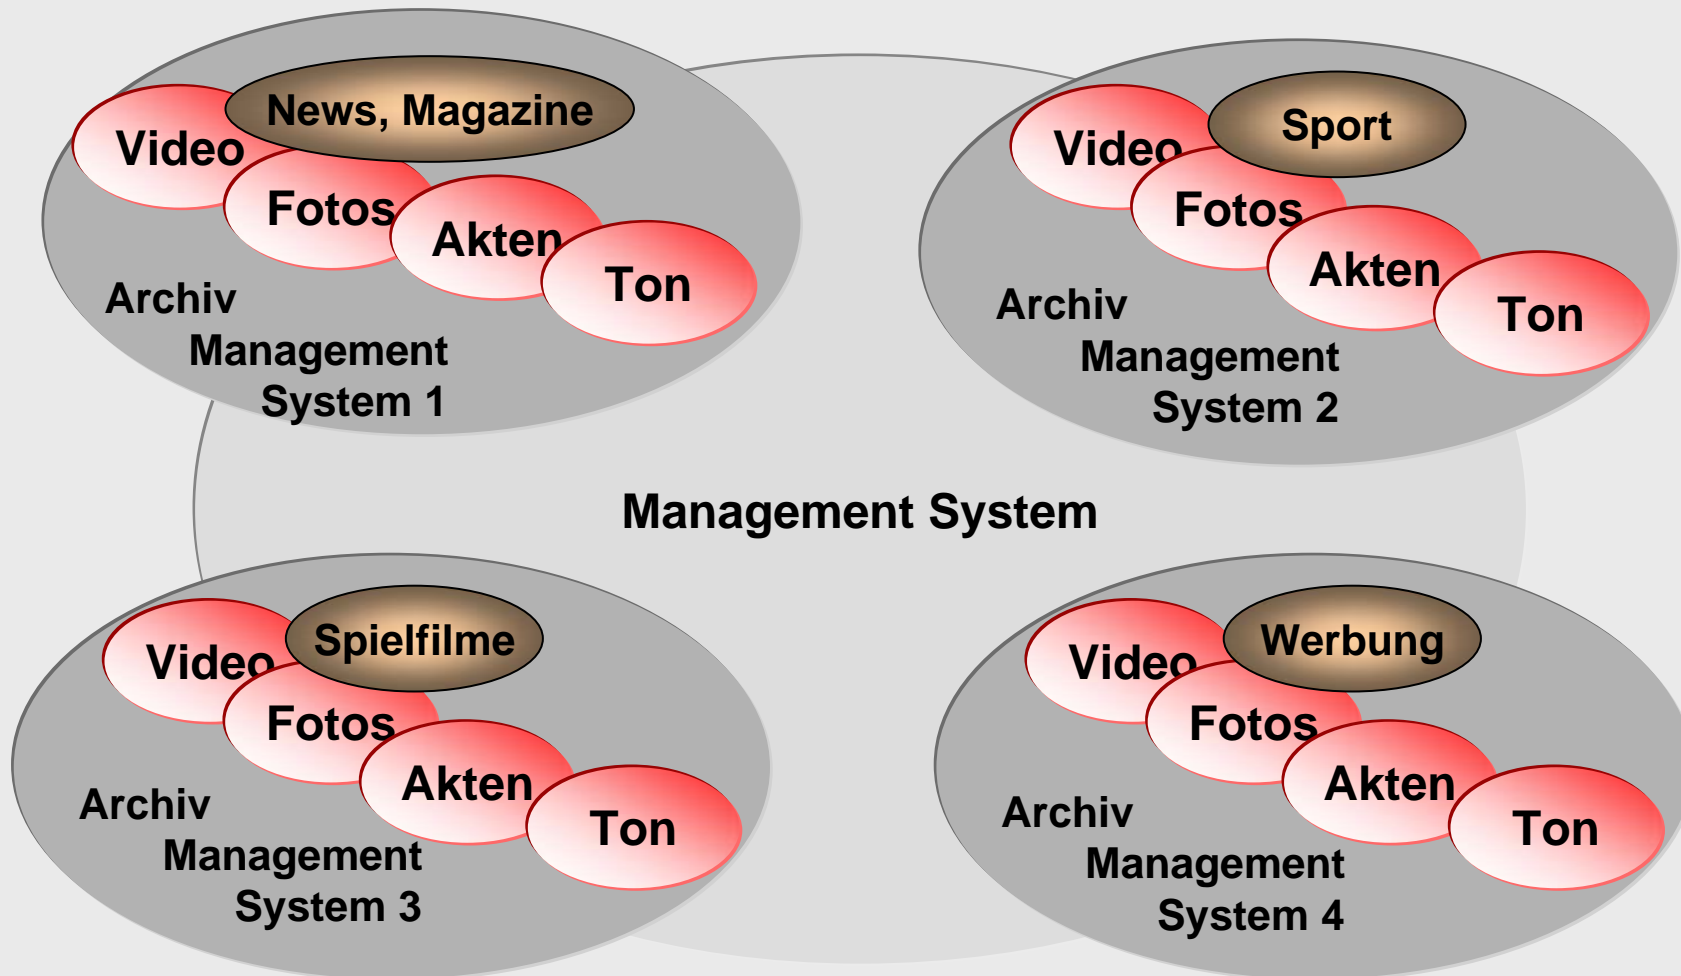 News, Magazine
Video
Fotos
Akten
Ton
Archiv
Management
System 1
Sport
Video
Fotos
Akten
Ton
Archiv
Management
System 2
Management System
Spielfilme
Video
Fotos
Akten
Ton
Archiv
Management
System 3
Werbung
Video
Fotos
Akten
Ton
Archiv
Management
System 4